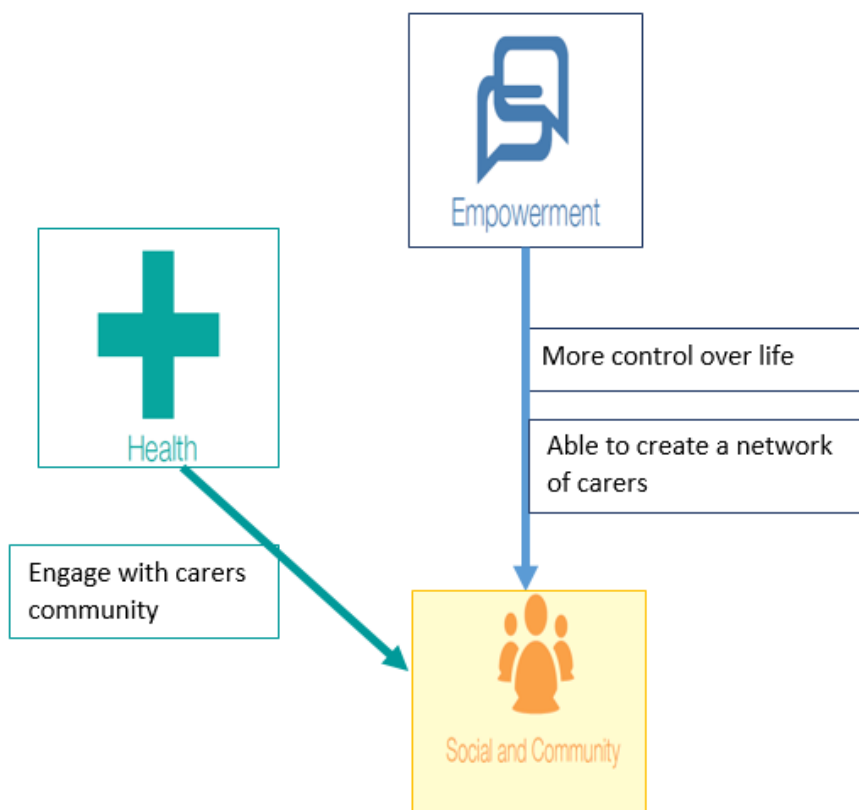 Empowerment
Health
More control over life
Able to create a network
of carers
Engage with carers
community
Social and Community